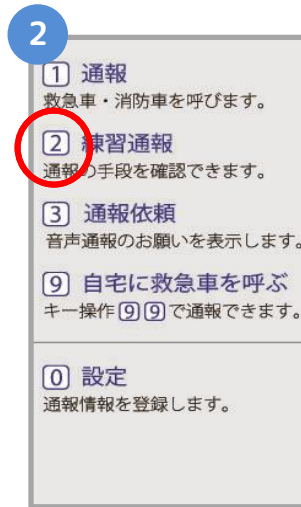 2
1 通報
救急車・消防車を呼びます。
2 練習通報
通報の手段を確認できます。
3 通報依頼
音声通報のお願いを表示します。
9 自宅に救急車を呼ぶ
キー操作99で通報できます。
0 設定
通報情報を登録します。